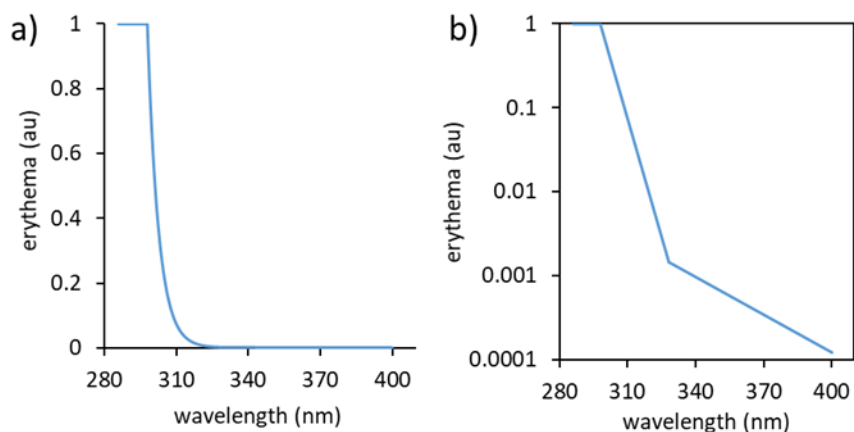 a)
1
0.8
0.6
0.4
0.2
0
erythema (au)
280 310 340 370 400
wavelength (nm)
b)
1
0.1
0.01
0.001
0.0001
erythema (au)
280 310 340 370 400
wavelength (nm)